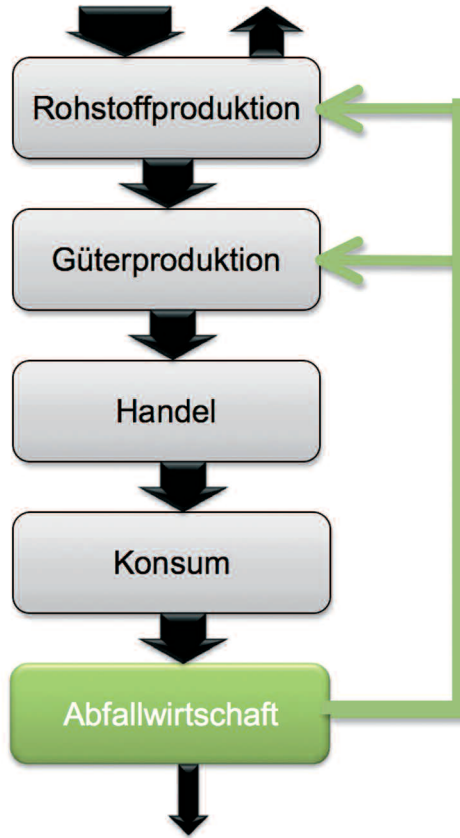 Rohstoffproduktion
Güterproduktion
Handel
Konsum
Abfallwirtschaft